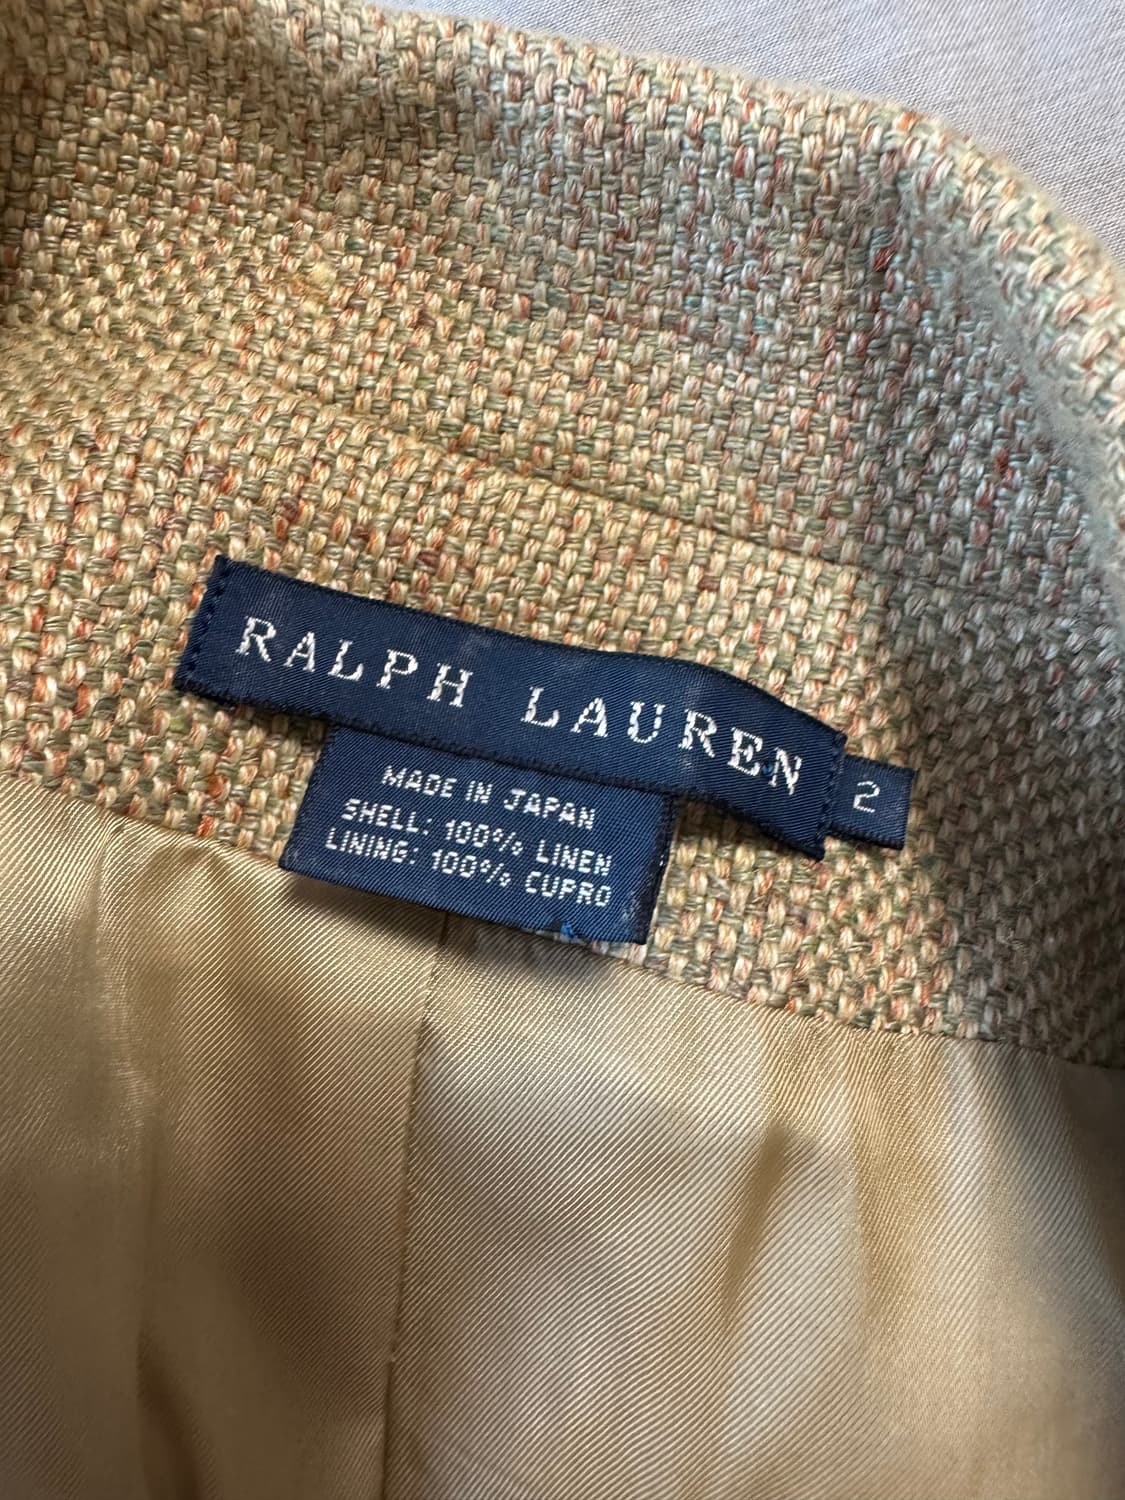 RALPH LAUREN
2
MADE IN JAPAN
SHELL: 100% LINEN
LINING: 100% CUPRO